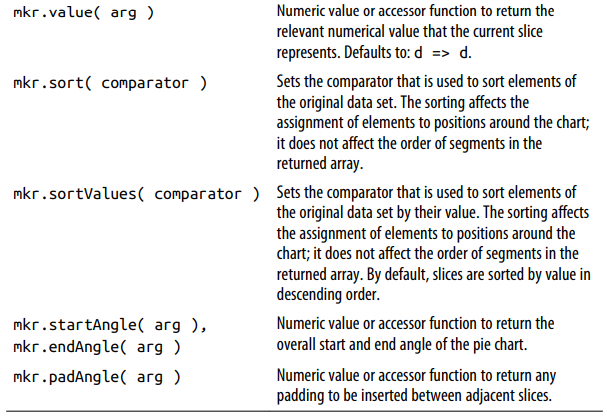 mkr.value( arg ) Numeric value or accessor function to return the
relevant numerical value that the current slice
represents. Defaults to: d => d.
mkr.sort( comparator ) Sets the comparator that is used to sort elements of
the original data set. The sorting affects the
assignment of elements to positions around the chart;
it does not affect the order of segments in the
returned array.
mkr.sortValues( comparator ) Sets the comparator that is used to sort elements of
the original data set by their value. The sorting affects
the assignment of elements to positions around the
chart; it does not affect the order of segments in the
returned array. By default, slices are sorted by value in
descending order.
mkr.startAngle( arg ), Numeric value or accessor function to return the
mkr.endAngle( arg ) overall start and end angle of the pie chart.
mkr.padAngle( arg ) Numeric value or accessor function to return any
padding to be inserted between adjacent slices.